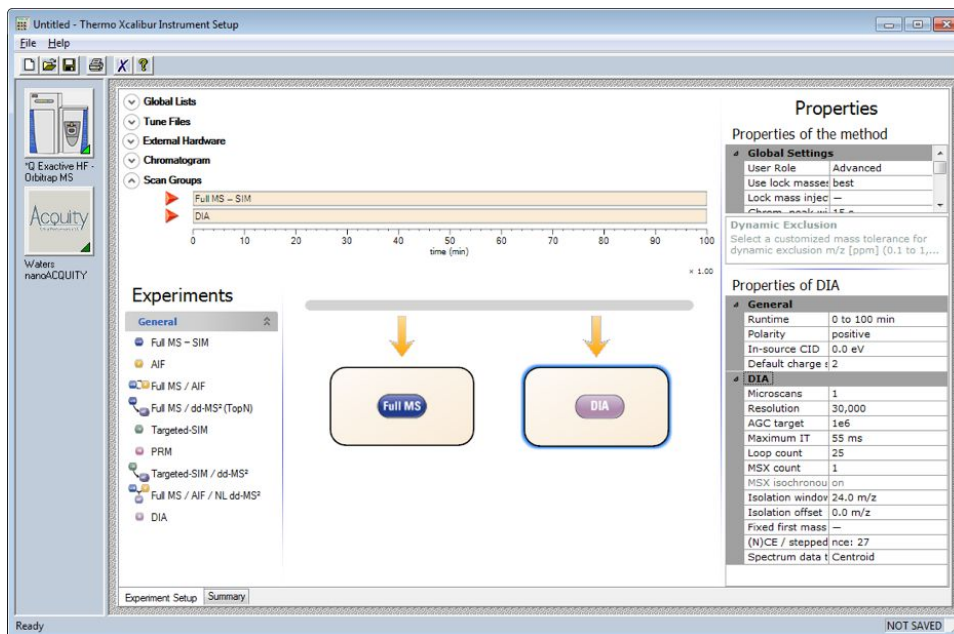 Untitled - Thermo Xcalibur Instrument Setup
File Help
*Q Exactive HF -
Orbitrap MS
Acquity
Waters
nanoACQUITY
Global Lists
Tune Files
External Hardware
Chromatogram
Scan Groups
Full MS – SIM
DIA
0 10 20 30 40 50 60 70 80 90 100
time (min)
× 1.00
Experiments
General
Full MS – SIM
AIF
Full MS / AIF
Full MS / dd-MS² (TopN)
Targeted-SIM
PRM
Targeted-SIM / dd-MS²
Full MS / AIF / NL dd-MS²
DIA
Full MS
DIA
Properties
Properties of the method
Global Settings
User Role Advanced
Use lock masses best
Lock mass injec —
Chrom. peak wi 15 s
Dynamic Exclusion
Select a customized mass tolerance for
dynamic exclusion m/z [ppm] (0.1 to 1,...
Properties of DIA
General
Runtime 0 to 100 min
Polarity positive
In-source CID 0.0 eV
Default charge s 2
DIA
Microscans 1
Resolution 30,000
AGC target 1e6
Maximum IT 55 ms
Loop count 25
MSX count 1
MSX isochronou on
Isolation window 24.0 m/z
Isolation offset 0.0 m/z
Fixed first mass —
(N)CE / stepped nce: 27
Spectrum data t Centroid
Experiment Setup Summary
Ready NOT SAVED